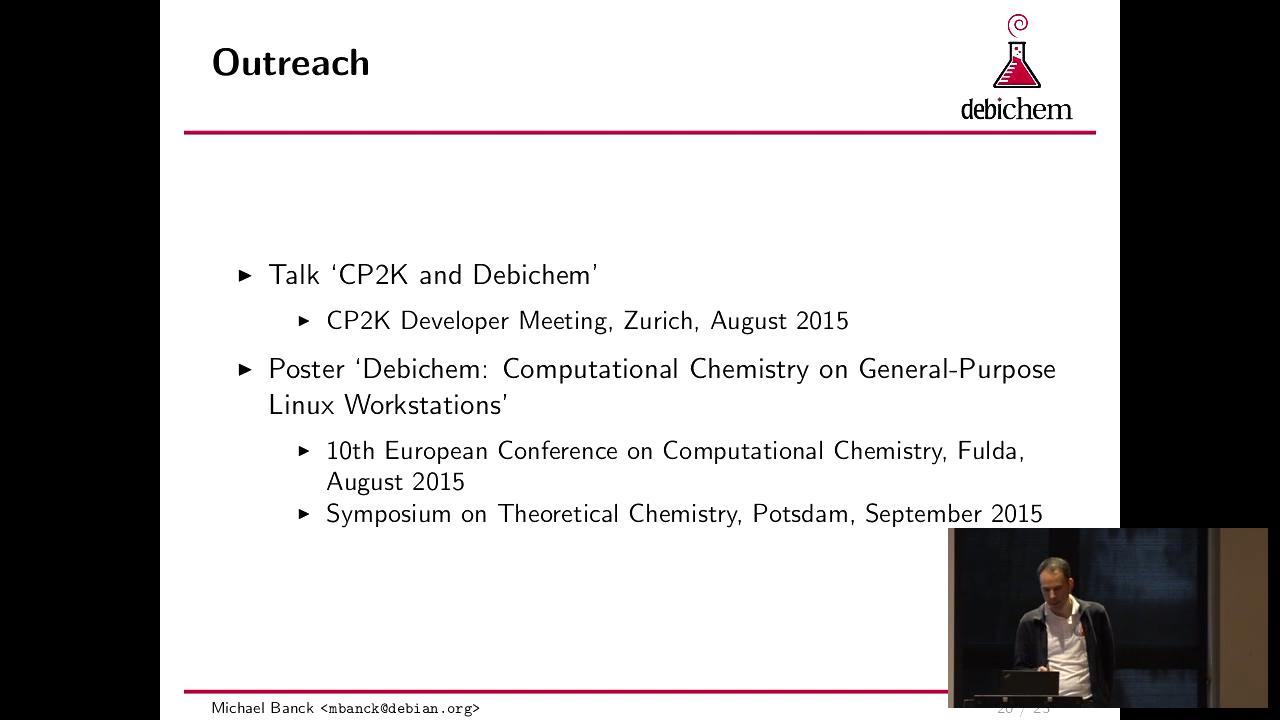 Outreach
debichem
▶ Talk ‘CP2K and Debichem’
▶ CP2K Developer Meeting, Zurich, August 2015
▶ Poster ‘Debichem: Computational Chemistry on General-Purpose
Linux Workstations’
▶ 10th European Conference on Computational Chemistry, Fulda,
August 2015
▶ Symposium on Theoretical Chemistry, Potsdam, September 2015
Michael Banck <mbanck@debian.org>